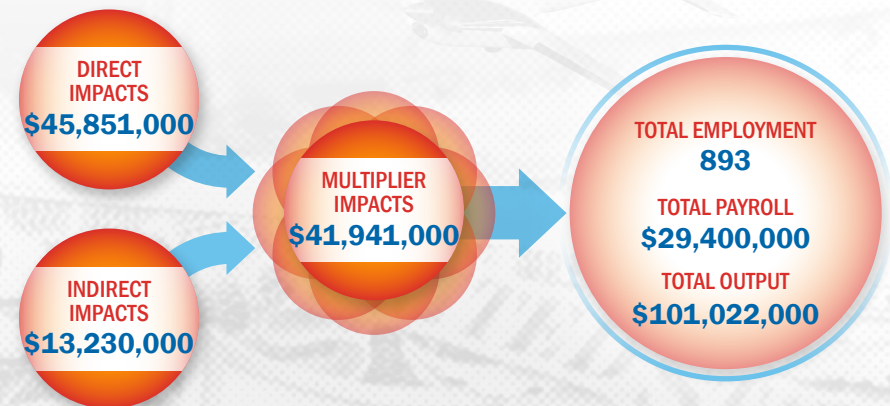 DIRECT
IMPACTS
$45,851,000
INDIRECT
IMPACTS
$13,230,000
MULTIPLIER
IMPACTS
$41,941,000
TOTAL EMPLOYMENT
893
TOTAL PAYROLL
$29,400,000
TOTAL OUTPUT
$101,022,000